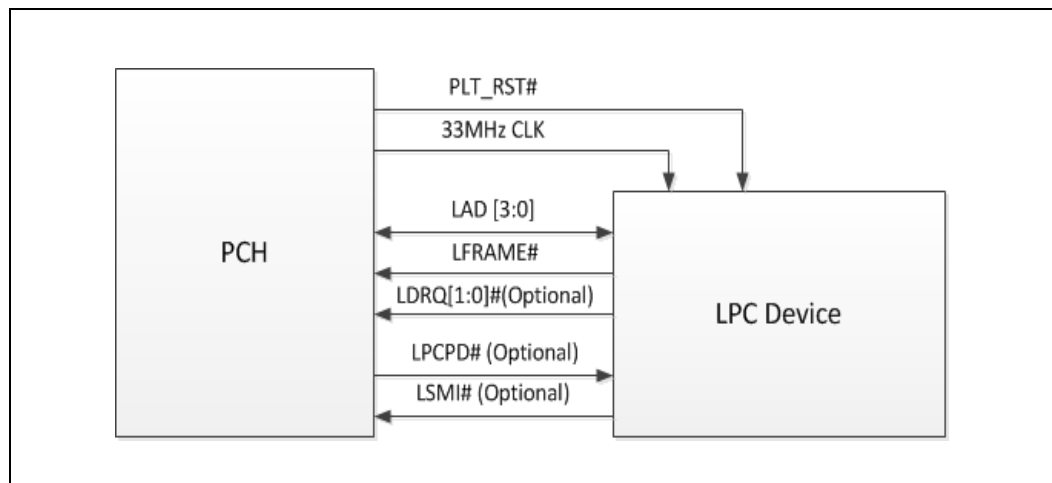 PLT_RST#
33MHz CLK
LAD [3:0]
PCH
LFRAME#
LDRQ[1:0]#(Optional)
LPC Device
LPCPD# (Optional)
LSMI# (Optional)